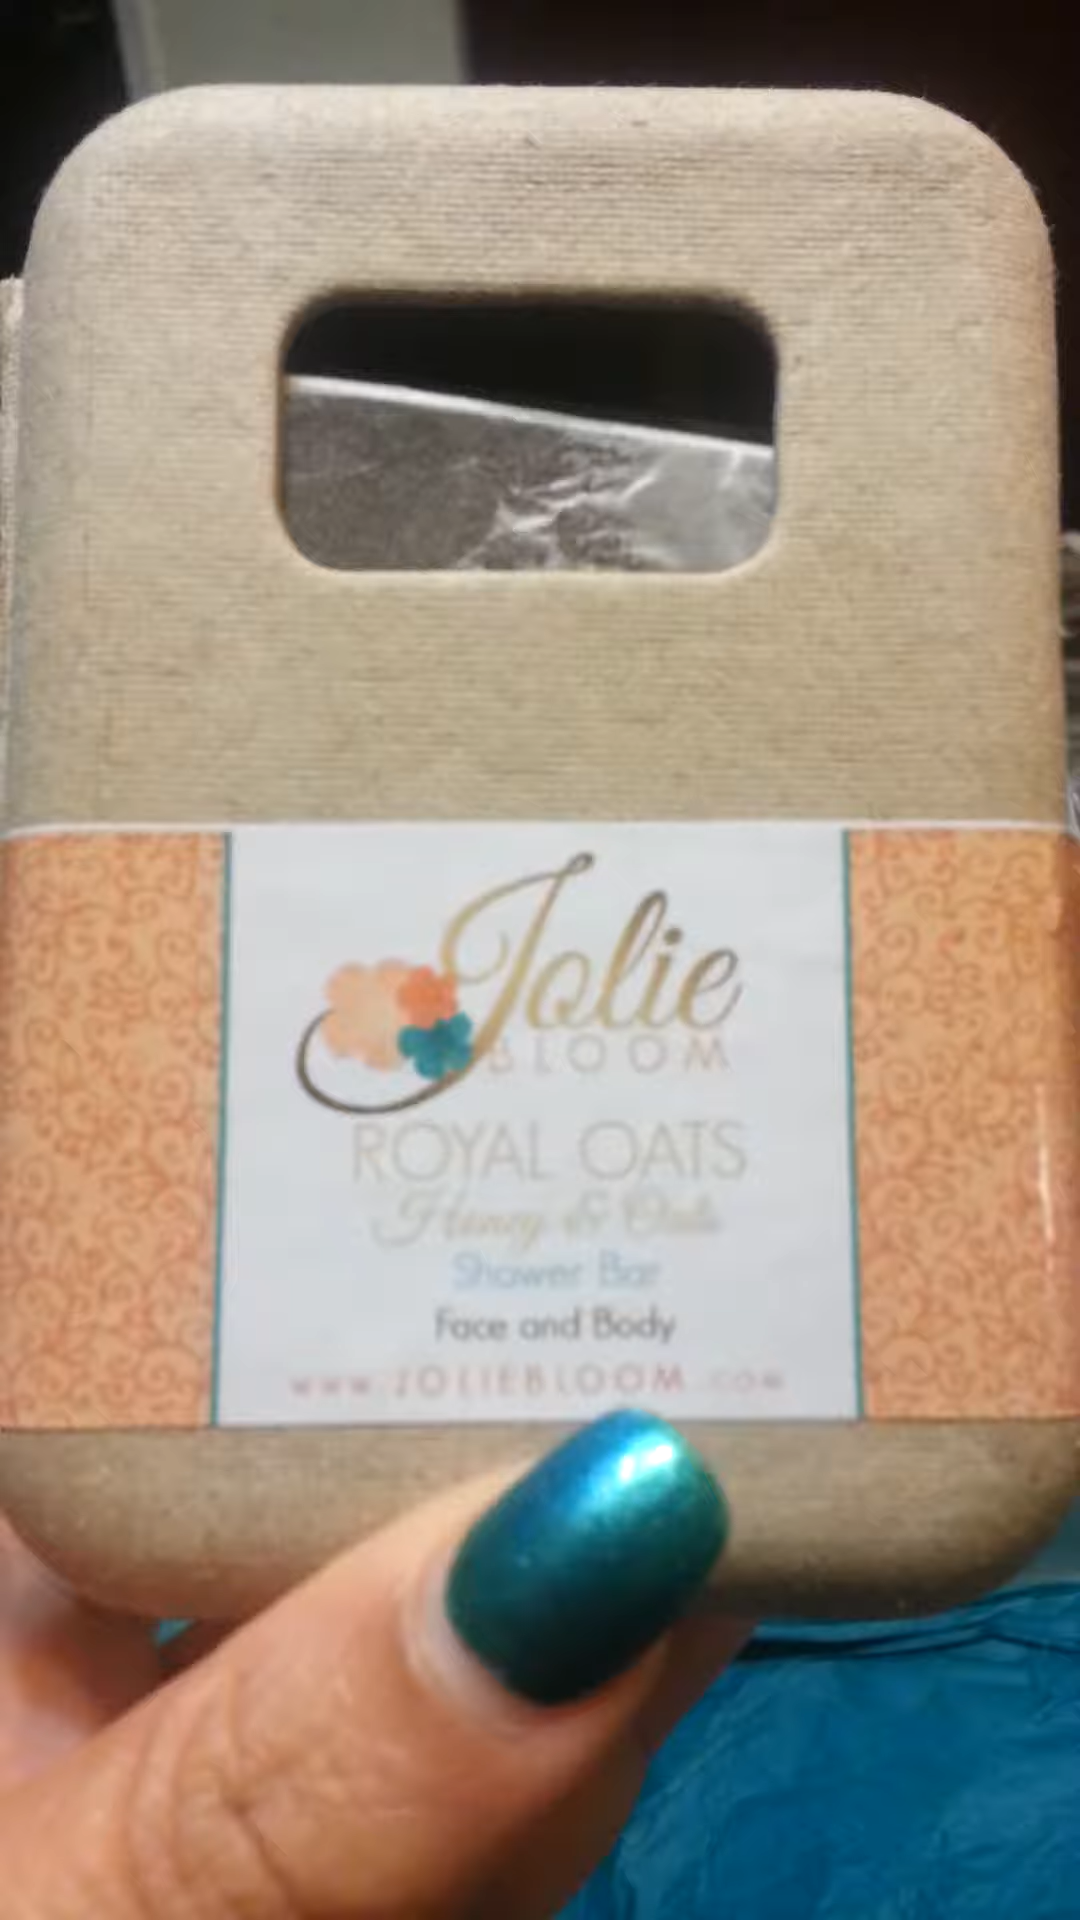 Jolie
BLOOM
ROYAL OATS
Honey & Oats
Shower Bar
Face and Body
www.JOLIEBLOOM.com